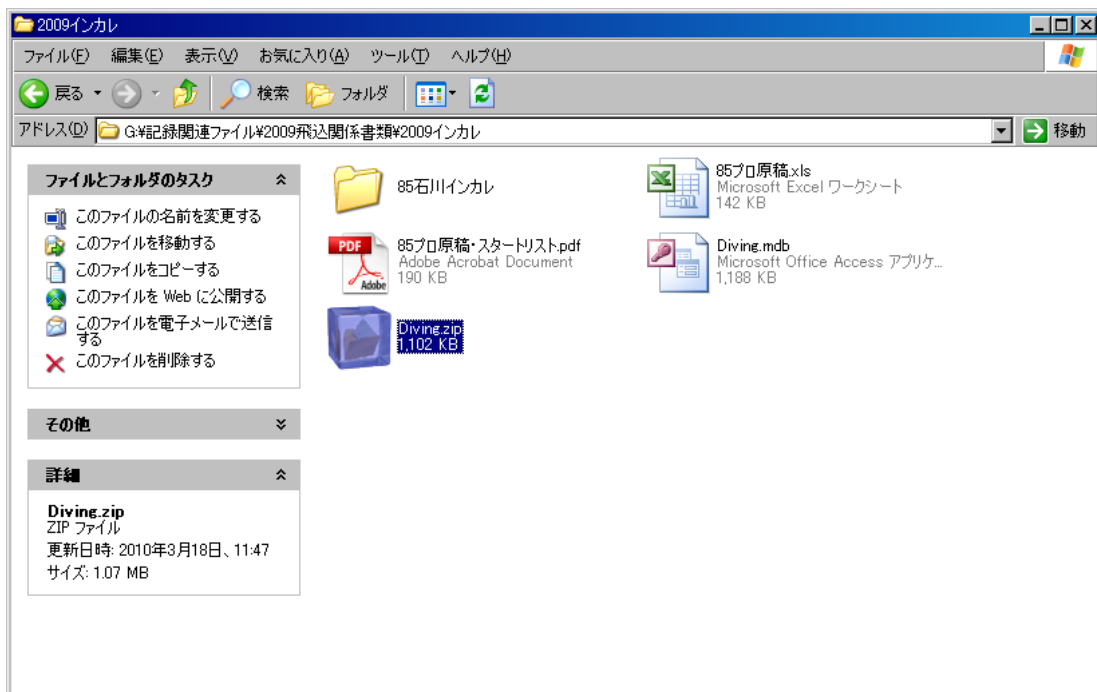 2009インカレ
ファイル(F) 編集(E) 表示(V) お気に入り(A) ツール(T) ヘルプ(H)
戻る 検索 フォルダ
アドレス(D) G:¥記録関連ファイル¥2009飛込関係書類¥2009インカレ 移動
ファイルとフォルダのタスク
このファイルの名前を変更する
このファイルを移動する
このファイルをコピーする
このファイルを Web に公開する
このファイルを電子メールで送信
する
このファイルを削除する
その他
詳細
Diving.zip
ZIP ファイル
更新日時: 2010年3月18日、11:47
サイズ: 1.07 MB
85石川インカレ
85プロ原稿.xls
Microsoft Excel ワークシート
142 KB
PDF
Adobe
85プロ原稿・スタートリスト.pdf
Adobe Acrobat Document
190 KB
Diving.mdb
Microsoft Office Access アプリケ...
1,188 KB
Diving.zip
1,102 KB